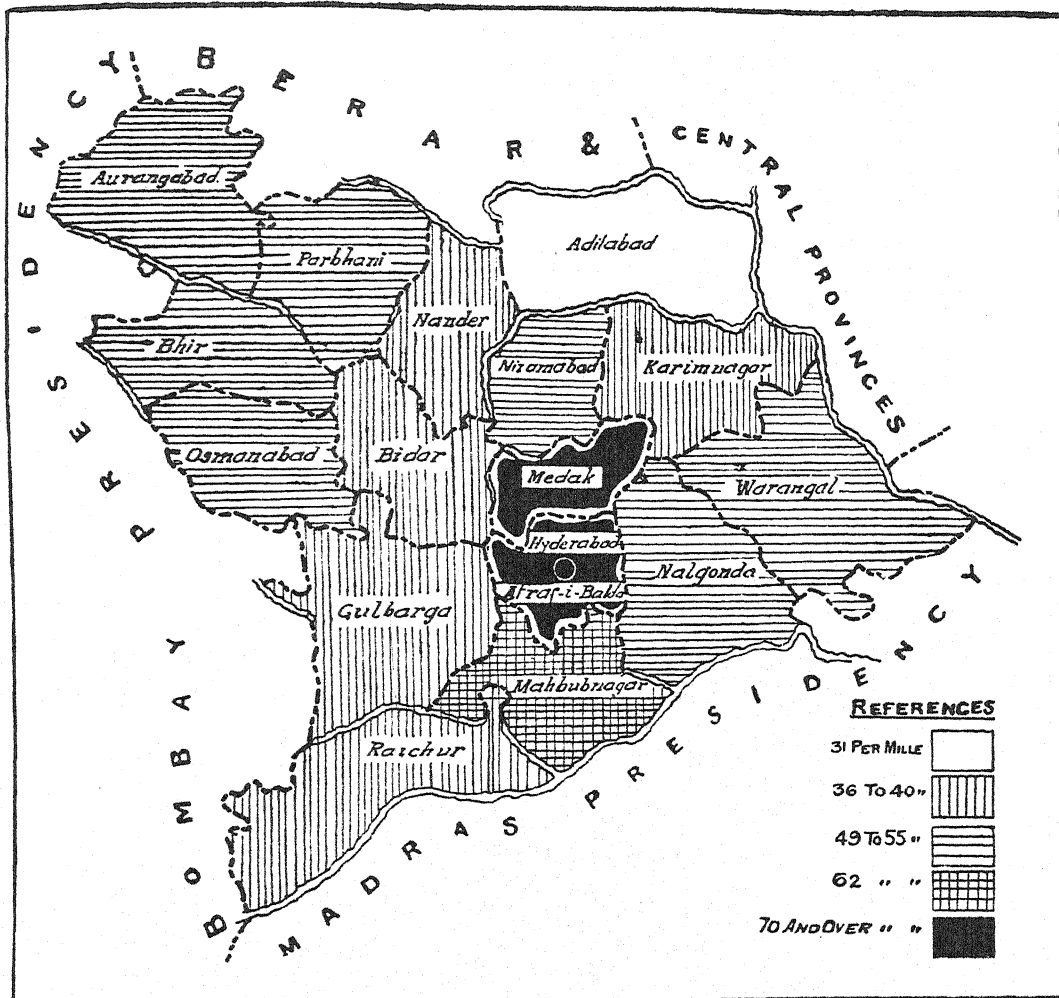 BERAR & CENTRAL PROVINCES
BOMBAY PRESIDENCY
MADRAS PRESIDENCY
Aurangabad.
Parbhani
Adilabad
Nander
Bhir
Nizamabad
Karimnagar
Osmanabad
Bidar
Medak
Warangal
Hyderabad
Nalgonda
Atraf-i-Balda
Gulbarga
Mahbubnagar
Raichur
REFERENCES
31 PER MILLE
36 To 40 "
49 To 55 "
62 " "
70 AND OVER " "